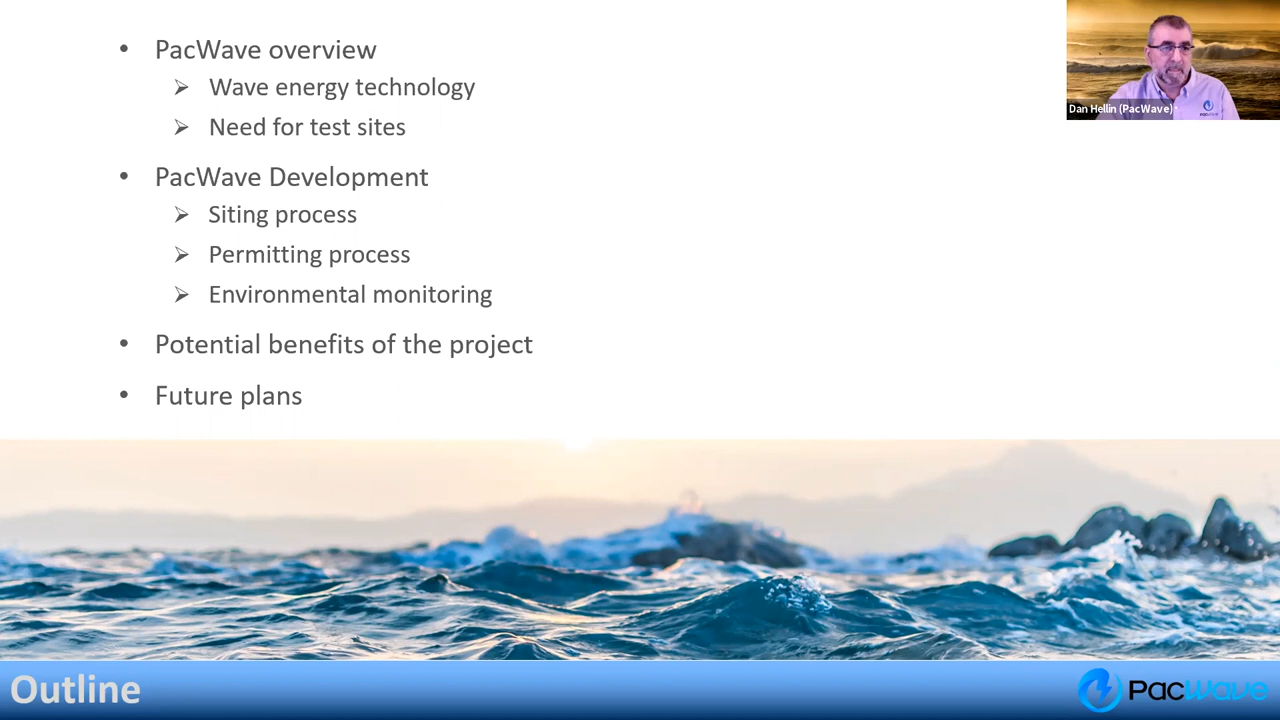 • PacWave overview
➢ Wave energy technology
➢ Need for test sites
• PacWave Development
➢ Siting process
➢ Permitting process
➢ Environmental monitoring
• Potential benefits of the project
• Future plans
Dan Hellin (PacWave)
Outline
PacWave